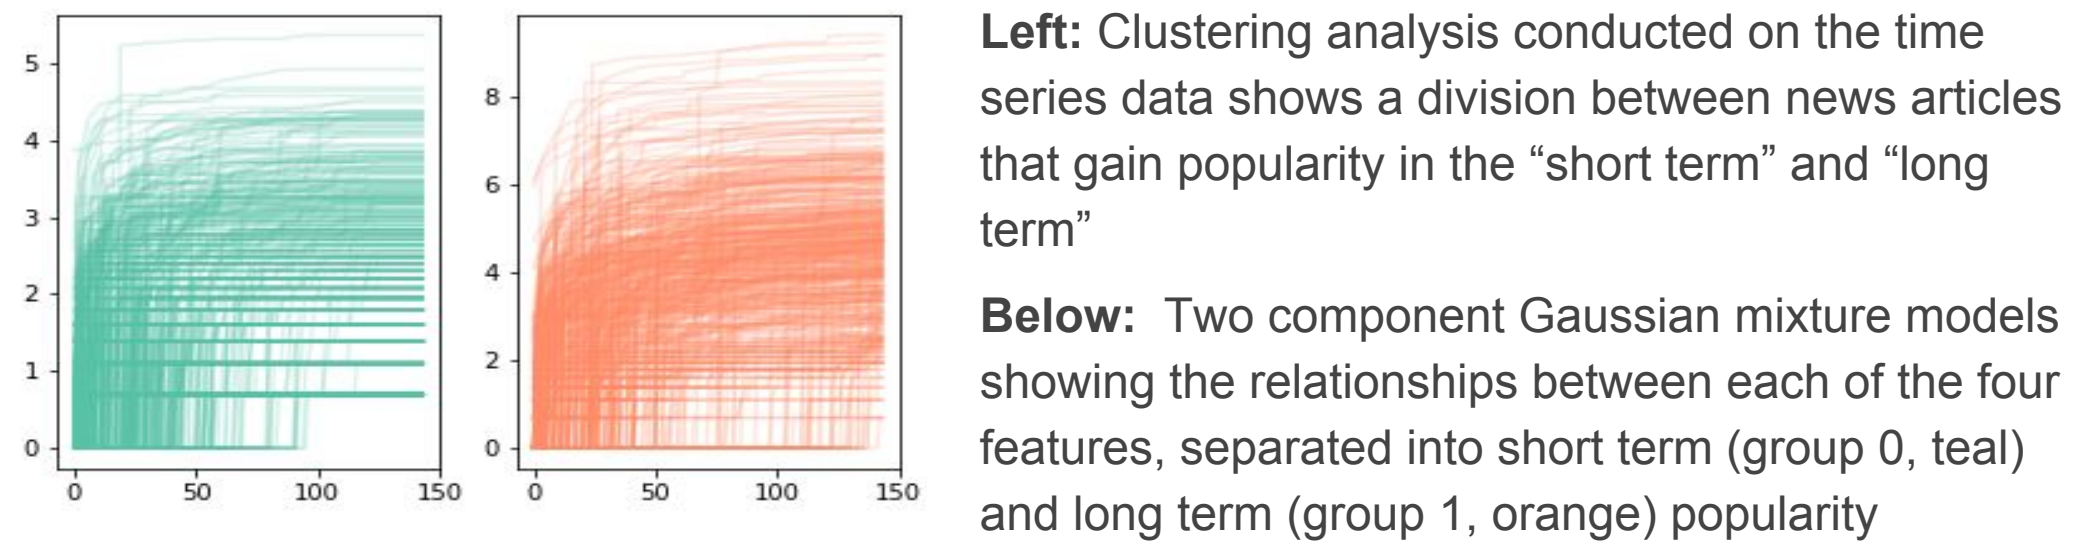 5
4
3
2
1
0
0 50 100 150
8
6
4
2
0
0 50 100 150
Left: Clustering analysis conducted on the time
series data shows a division between news articles
that gain popularity in the “short term” and “long
term”
Below: Two component Gaussian mixture models
showing the relationships between each of the four
features, separated into short term (group 0, teal)
and long term (group 1, orange) popularity